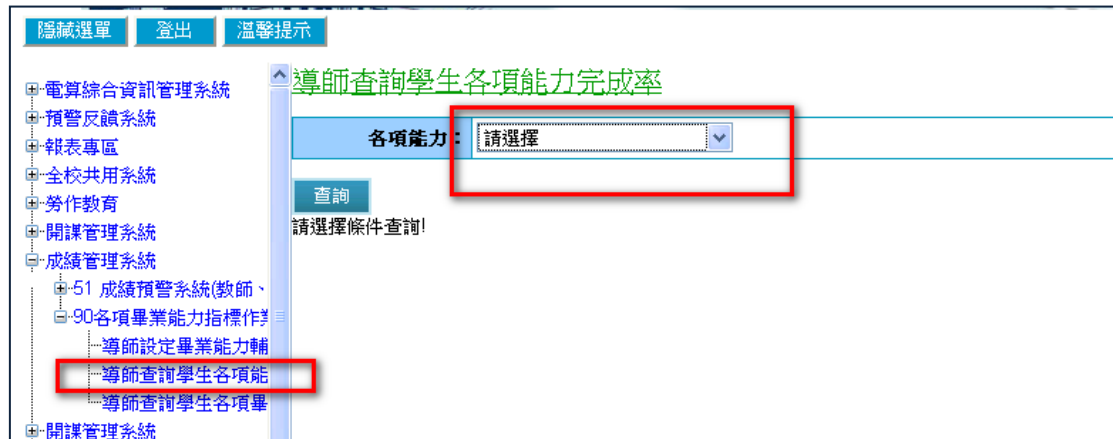 隱藏選單 登出 溫馨提示
電算綜合資訊管理系統
預警反饋系統
報表專區
全校共用系統
勞作教育
開課管理系統
成績管理系統
51 成績預警系統(教師、
90各項畢業能力指標作業
導師設定畢業能力輔
導師查詢學生各項能
導師查詢學生各項畢
開課管理系統
導師查詢學生各項能力完成率
各項能力： 請選擇
查詢
請選擇條件查詢!